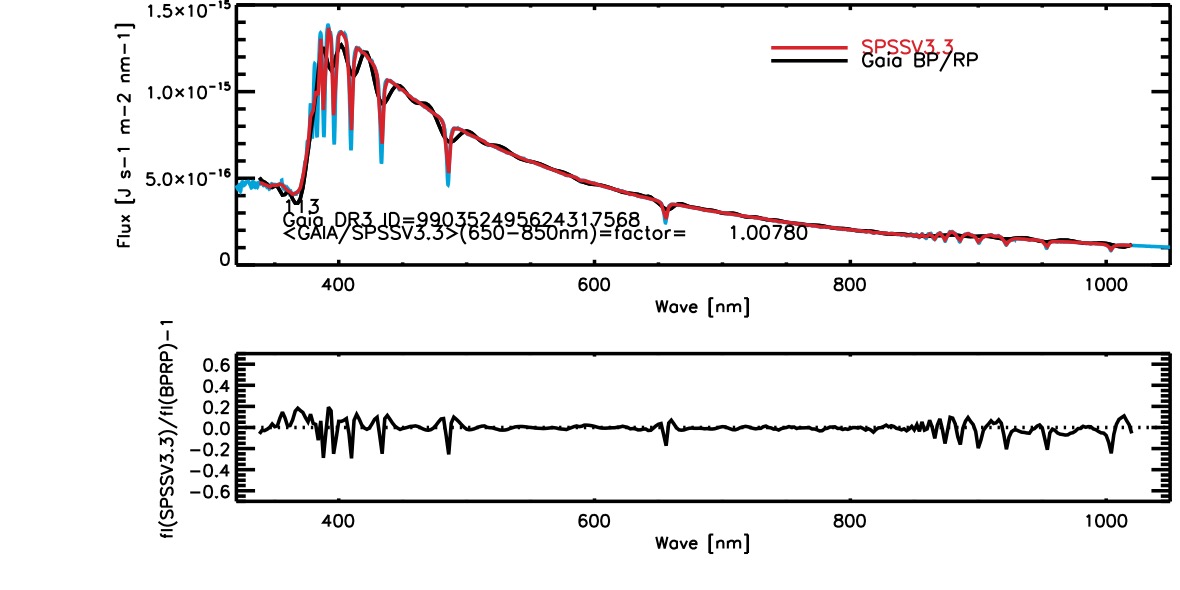 1.5×10−15
1.0×10−15
5.0×10−16
0
Flux [J s−1 m−2 nm−1]
SPSSV3.3
Gaia BP/RP
113
Gaia DR3 ID=990352495624317568
<GAIA/SPSSV3.3>(650−850nm)=factor= 1.00780
400 600 800 1000
Wave [nm]
fl(SPSSV3.3)/fl(BPRP)−1
0.6
0.4
0.2
0.0
−0.2
−0.4
−0.6
400 600 800 1000
Wave [nm]